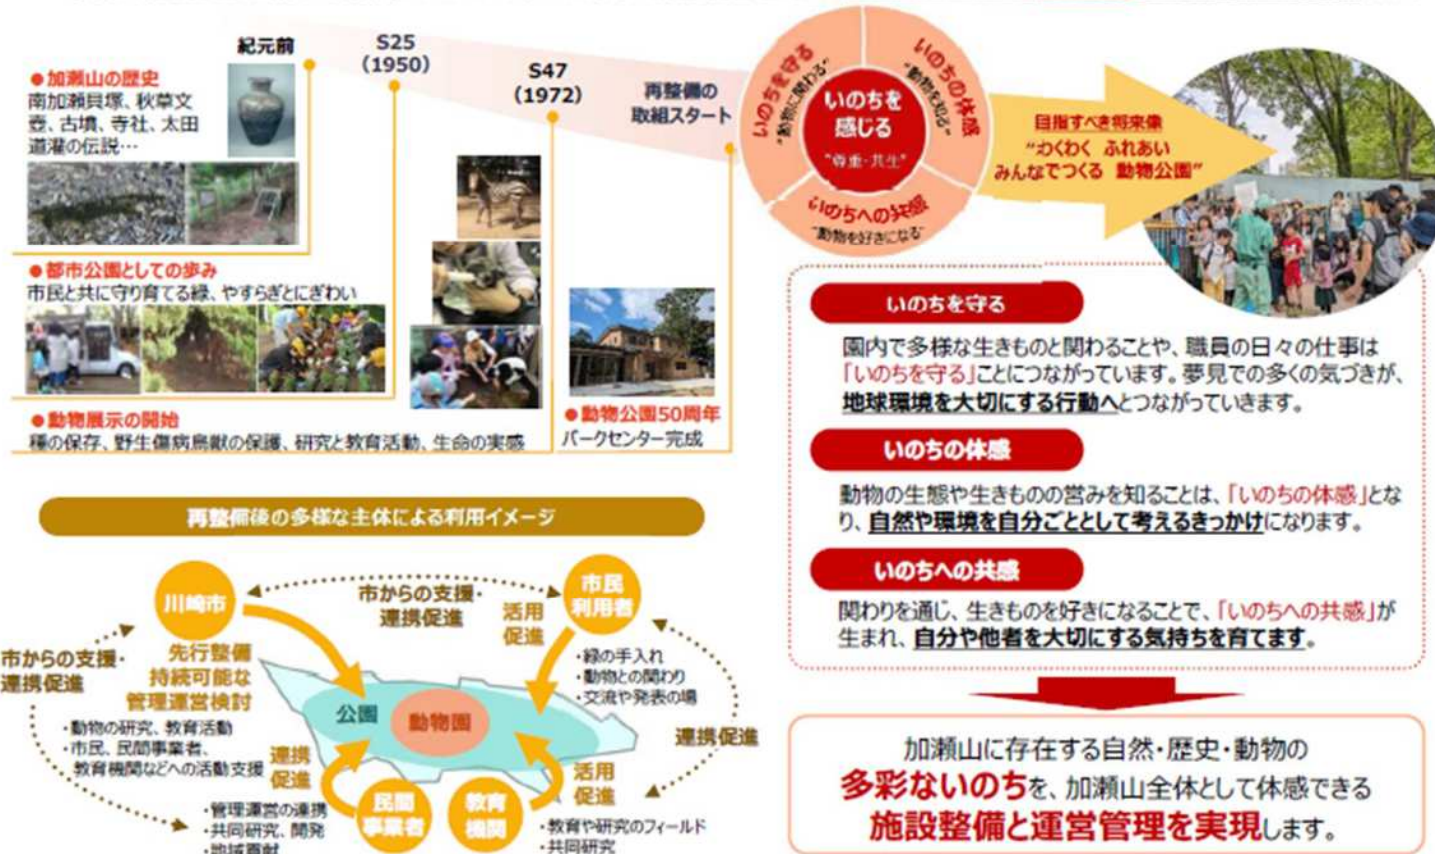 紀元前
S25
(1950)
S47
(1972)
再整備の
取組スタート
●加瀬山の歴史
南加瀬貝塚、秋草文
壺、古墳、寺社、太田
道灌の伝説…
●都市公園としての歩み
市民と共に守り育てる緑、やすらぎとにぎわい
●動物展示の開始
種の保存、野生傷病鳥獣の保護、研究と教育活動、生命の実感
●動物公園50周年
パークセンター完成
いのちを守る
"動物に関わる"
いのちの体感
"動物を知る"
いのちを
感じる
"尊重・共生"
いのちへの共感
"動物を好きになる"
目指すべき将来像
"わくわく ふれあい
みんなでつくる 動物公園"
いのちを守る
園内で多様な生きものと関わることや、職員の日々の仕事は
「いのちを守る」ことにつながっています。夢見での多くの気づきが、
地球環境を大切にする行動へとつながっていきます。
いのちの体感
動物の生態や生きものの営みを知ることは、「いのちの体感」とな
り、自然や環境を自分ごととして考えるきっかけになります。
いのちへの共感
関わりを通じ、生きものを好きになることで、「いのちへの共感」が
生まれ、自分や他者を大切にする気持ちを育てます。
加瀬山に存在する自然・歴史・動物の
多彩ないのちを、加瀬山全体として体感できる
施設整備と運営管理を実現します。
再整備後の多様な主体による利用イメージ
川崎市
市からの支援・
連携促進
市民
利用者
活用
促進
市からの支援・
連携促進
先行整備
持続可能な
管理運営検討
・動物の研究、教育活動
・市民、民間事業者、
教育機関などへの活動支援
・緑の手入れ
・動物との関わり
・交流や発表の場
公園
動物園
連携促進
連携
促進
民間
事業者
・管理運営の連携
・共同研究、開発
・地域貢献
教育
機関
活用
促進
・教育や研究のフィールド
・共同研究